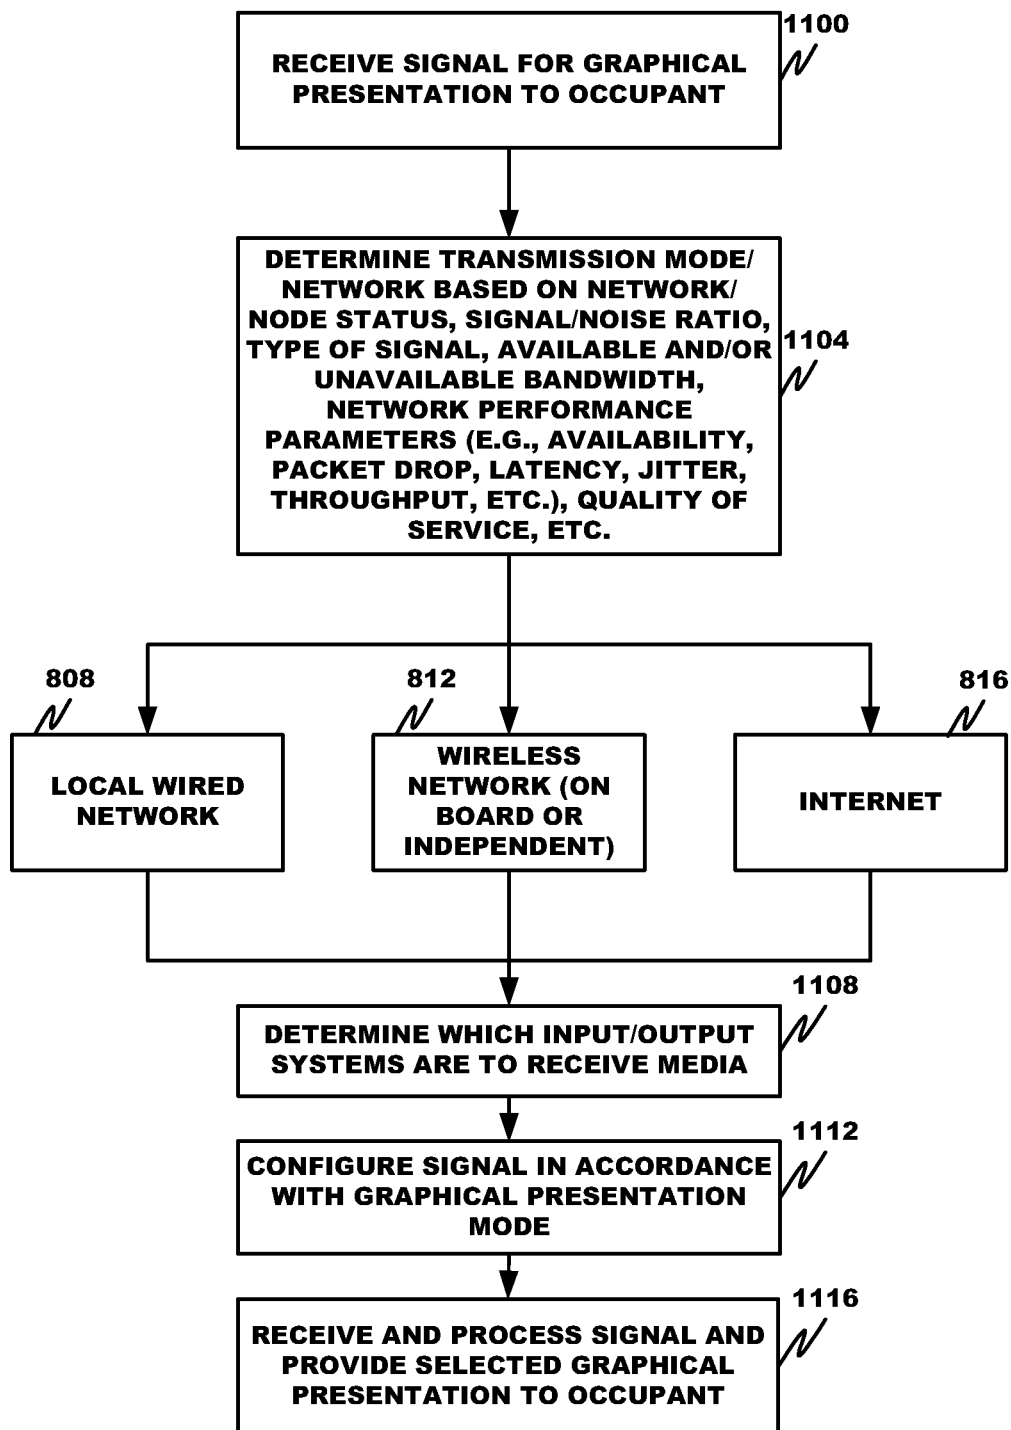 1100
RECEIVE SIGNAL FOR GRAPHICAL
PRESENTATION TO OCCUPANT
DETERMINE TRANSMISSION MODE/
NETWORK BASED ON NETWORK/
NODE STATUS, SIGNAL/NOISE RATIO,
TYPE OF SIGNAL, AVAILABLE AND/OR
UNAVAILABLE BANDWIDTH,
NETWORK PERFORMANCE
PARAMETERS (E.G., AVAILABILITY,
PACKET DROP, LATENCY, JITTER,
THROUGHPUT, ETC.), QUALITY OF
SERVICE, ETC.
1104
808
LOCAL WIRED
NETWORK
812
WIRELESS
NETWORK (ON
BOARD OR
INDEPENDENT)
816
INTERNET
1108
DETERMINE WHICH INPUT/OUTPUT
SYSTEMS ARE TO RECEIVE MEDIA
1112
CONFIGURE SIGNAL IN ACCORDANCE
WITH GRAPHICAL PRESENTATION
MODE
1116
RECEIVE AND PROCESS SIGNAL AND
PROVIDE SELECTED GRAPHICAL
PRESENTATION TO OCCUPANT